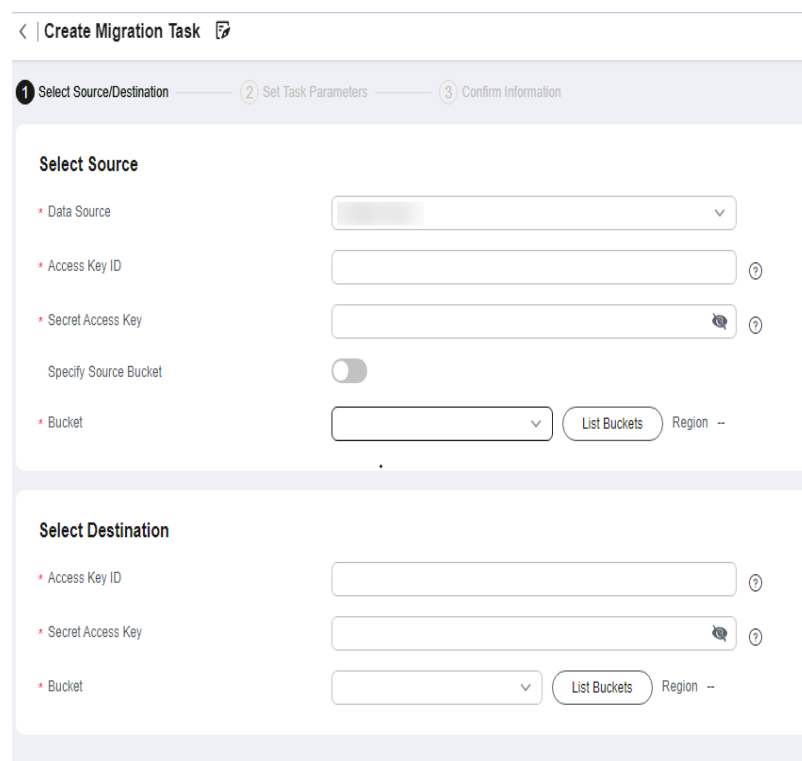 Create Migration Task
1 Select Source/Destination 2 Set Task Parameters 3 Confirm Information
Select Source
* Data Source
* Access Key ID
* Secret Access Key
Specify Source Bucket
* Bucket List Buckets Region --
Select Destination
* Access Key ID
* Secret Access Key
* Bucket List Buckets Region --